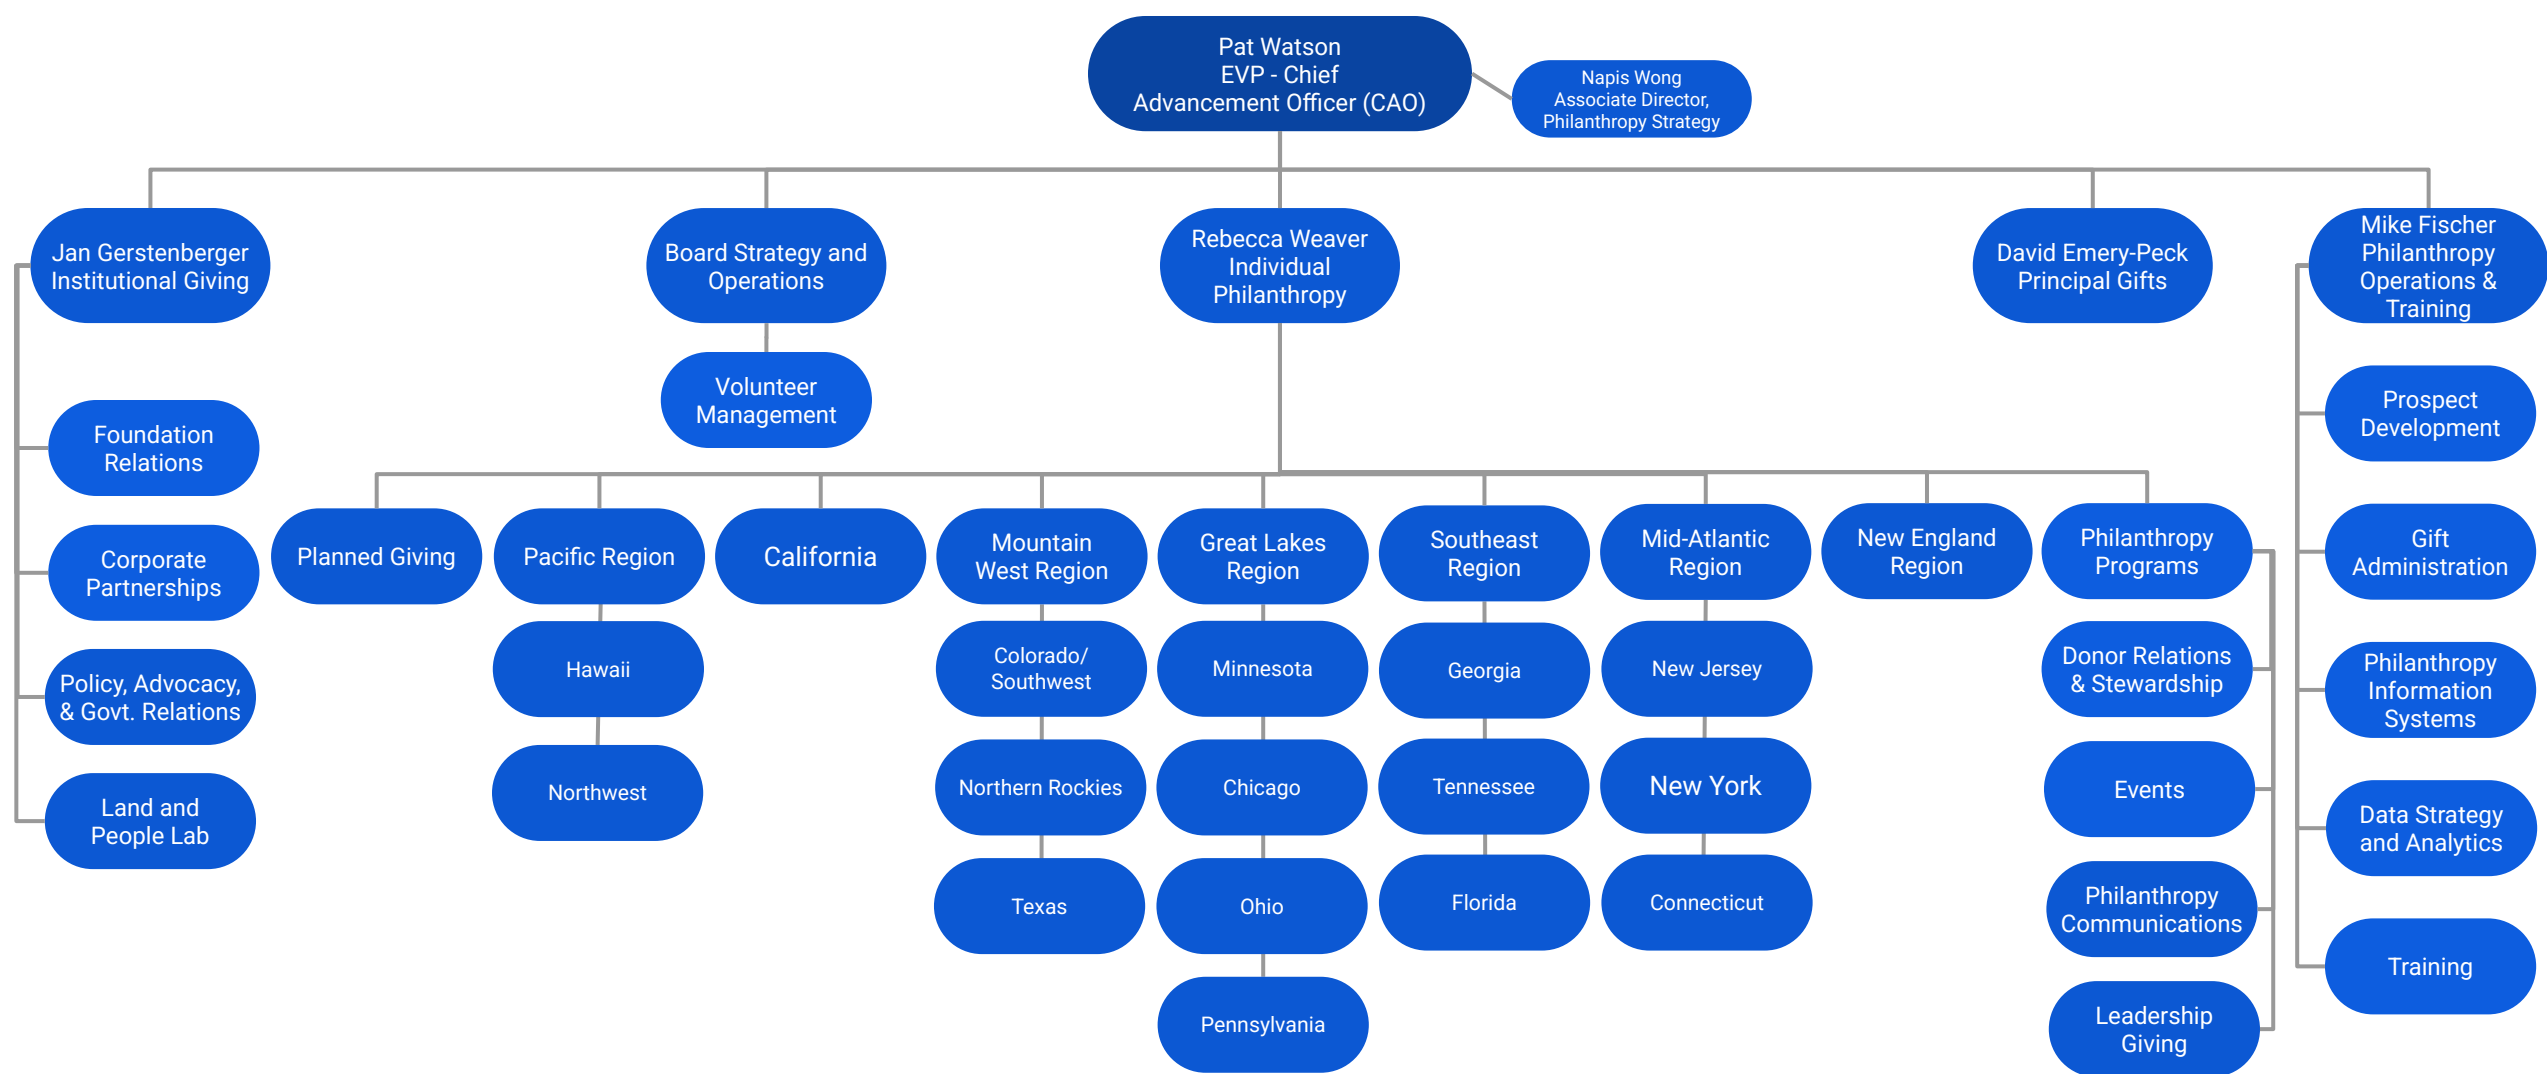 Pat Watson
EVP - Chief
Advancement Officer (CAO)
Napis Wong
Associate Director,
Philanthropy Strategy
Jan Gerstenberger
Institutional Giving
Board Strategy and
Operations
Rebecca Weaver
Individual
Philanthropy
David Emery-Peck
Principal Gifts
Mike Fischer
Philanthropy
Operations &
Training
Foundation
Relations
Corporate
Partnerships
Policy, Advocacy,
& Govt. Relations
Land and
People Lab
Volunteer
Management
Planned Giving
Pacific Region
Hawaii
Northwest
California
Mountain
West Region
Colorado/
Southwest
Northern Rockies
Texas
Great Lakes
Region
Minnesota
Chicago
Ohio
Pennsylvania
Southeast
Region
Georgia
Tennessee
Florida
Mid-Atlantic
Region
New Jersey
New York
Connecticut
New England
Region
Philanthropy
Programs
Donor Relations
& Stewardship
Events
Philanthropy
Communications
Leadership
Giving
Prospect
Development
Gift
Administration
Philanthropy
Information
Systems
Data Strategy
and Analytics
Training